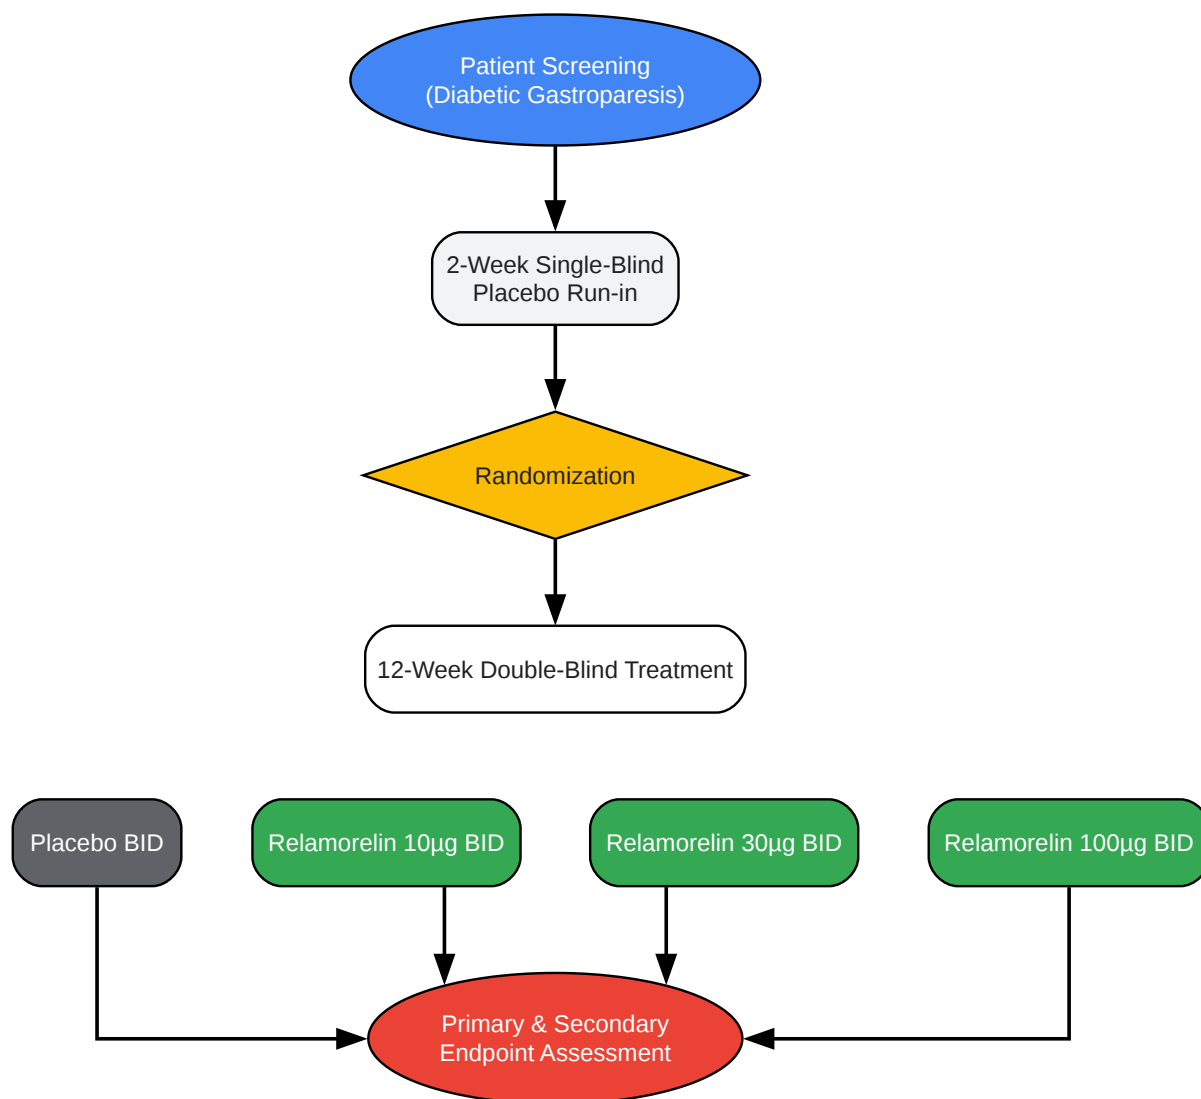 Patient Screening
(Diabetic Gastroparesis)
2-Week Single-Blind
Placebo Run-in
Randomization
12-Week Double-Blind Treatment
Placebo BID
Relamorelin 10µg BID
Relamorelin 30µg BID
Relamorelin 100µg BID
Primary & Secondary
Endpoint Assessment